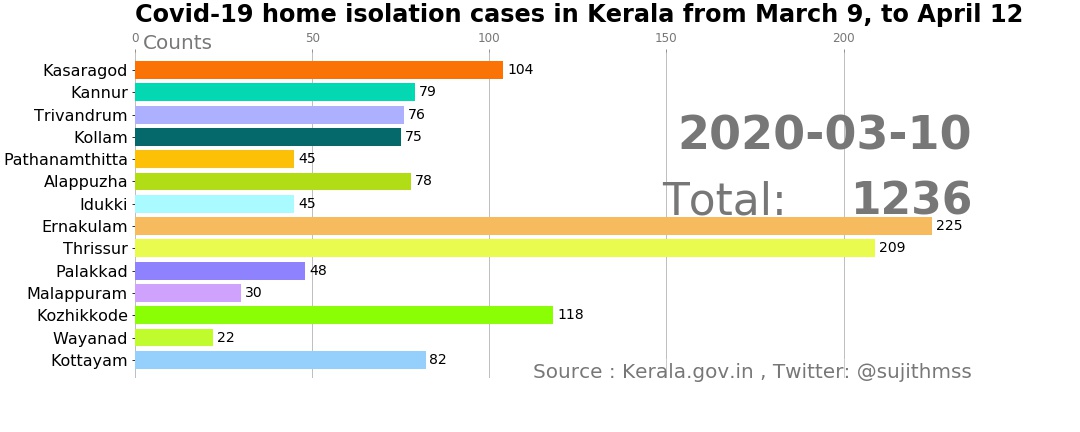 Covid-19 home isolation cases in Kerala from March 9, to April 12
0 50 100 150 200
Counts
Kasaragod 104
Kannur 79
Trivandrum 76
2020-03-10
Kollam 75
Pathanamthitta 45
Alappuzha 78
Total: 1236
Idukki 45
Ernakulam 225
Thrissur 209
Palakkad 48
Malappuram 30
Kozhikkode 118
Wayanad 22
Kottayam 82
Source : Kerala.gov.in , Twitter: @sujithmss